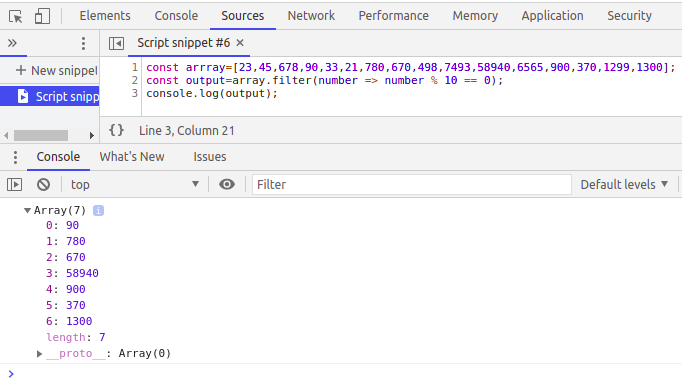 Elements Console Sources Network Performance Memory Application Security
» Script snippet #6 ×
+ New snippel
Script snipp
1 const arrray=[23,45,678,90,33,21,780,670,498,7493,58940,6565,900,370,1299,1300];
2 const output=array.filter(number => number % 10 == 0);
3 console.log(output);
{} Line 3, Column 21
Console What's New Issues
top Filter Default levels
Array(7) i
0: 90
1: 780
2: 670
3: 58940
4: 900
5: 370
6: 1300
length: 7
__proto__: Array(0)
>